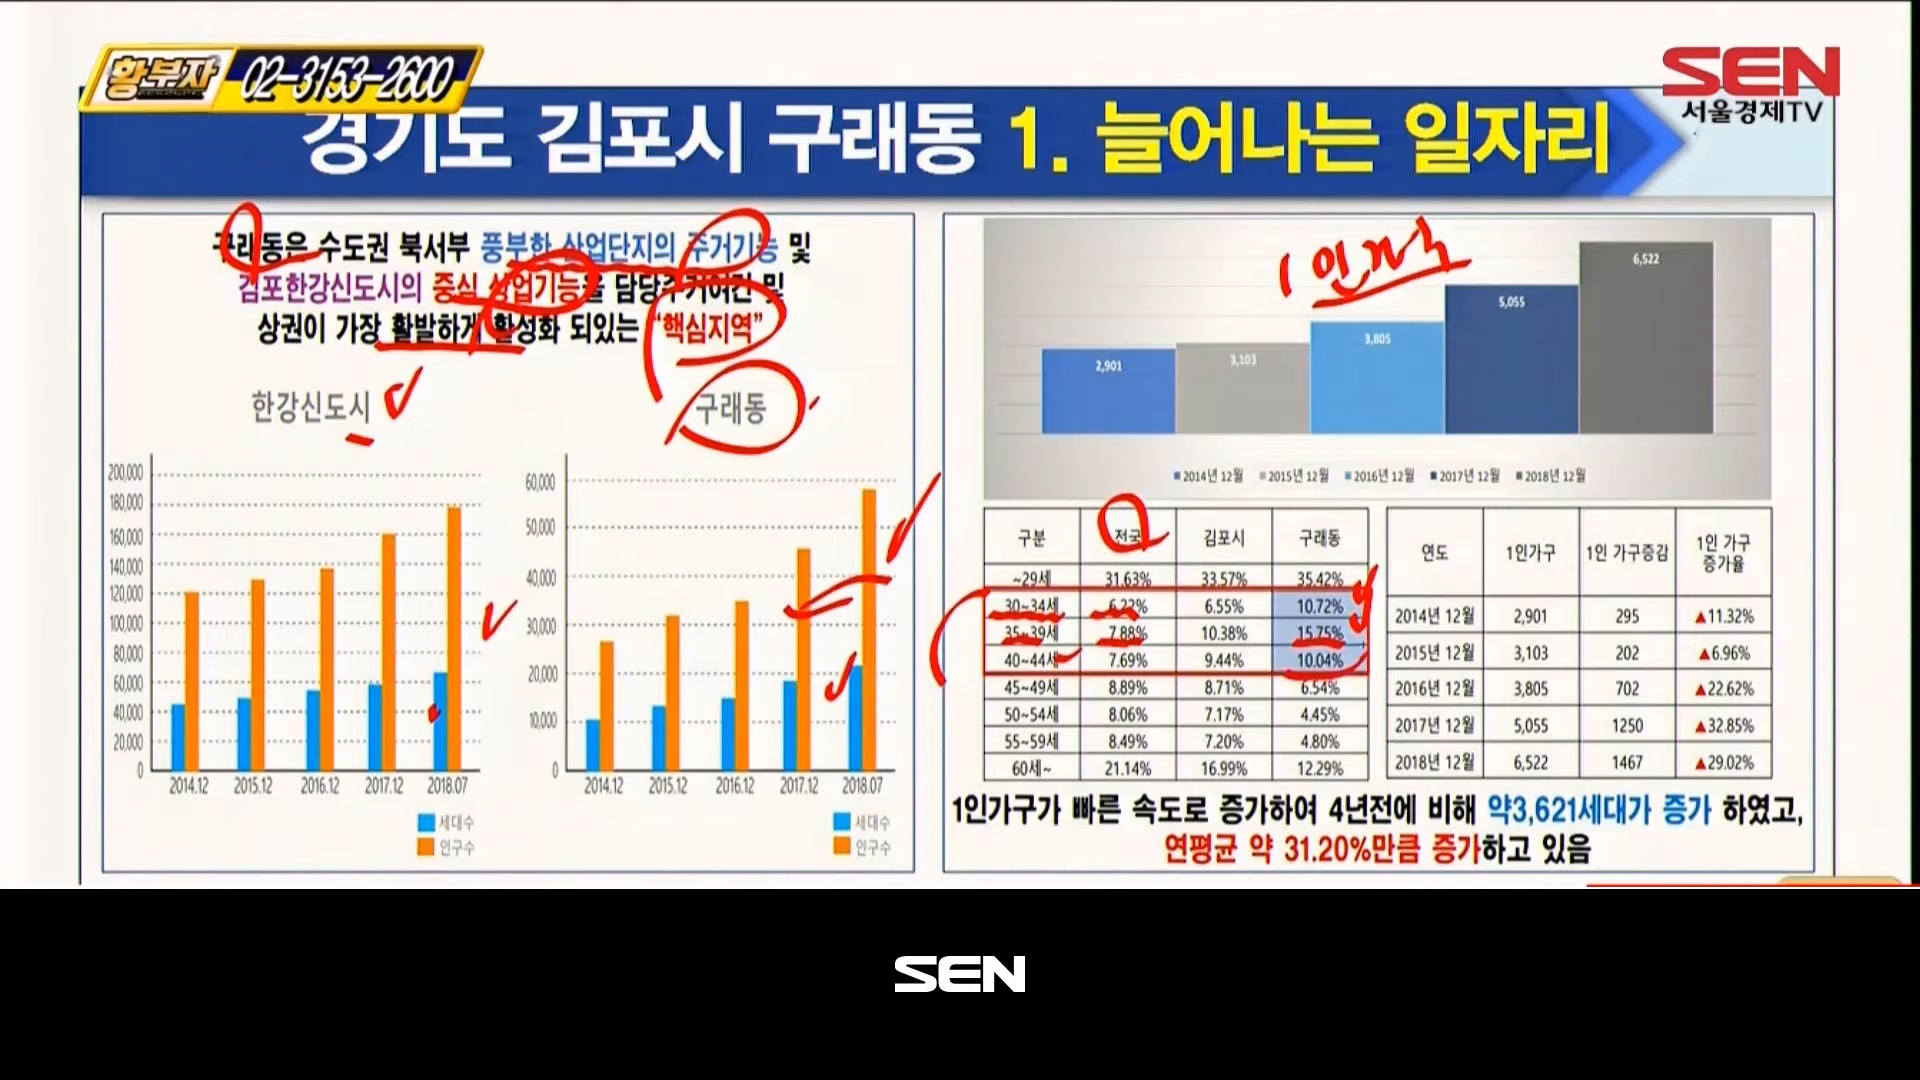 황부자 02-3153-2600
SEN
서울경제TV
경기도 김포시 구래동 1. 늘어나는 일자리
구래동은 수도권 북서부 풍부한 산업단지의 주거기능 및
김포한강신도시의 중심 상업기능을 담당주거여건 및
상권이 가장 활발하게 활성화 되있는 “핵심지역”
한강신도시
200,000
180,000
160,000
140,000
120,000
100,000
80,000
60,000
40,000
20,000
0
2014.12 2015.12 2016.12 2017.12 2018.07
세대수
인구수
구래동
60,000
50,000
40,000
30,000
20,000
10,000
0
2014.12 2015.12 2016.12 2017.12 2018.07
세대수
인구수
1인가구
2,901 3,103 3,805 5,055 6,522
2014년 12월 2015년 12월 2016년 12월 2017년 12월 2018년 12월
구분 전국 김포시 구래동
~29세 31.63% 33.57% 35.42%
30~34세 6.22% 6.55% 10.72%
35~39세 7.88% 10.38% 15.75%
40~44세 7.69% 9.44% 10.04%
45~49세 8.89% 8.71% 6.54%
50~54세 8.06% 7.17% 4.45%
55~59세 8.49% 7.20% 4.80%
60세~ 21.14% 16.99% 12.29%
연도 1인가구 1인 가구증감 1인 가구
증가율
2014년 12월 2,901 295 ▲11.32%
2015년 12월 3,103 202 ▲6.96%
2016년 12월 3,805 702 ▲22.62%
2017년 12월 5,055 1250 ▲32.85%
2018년 12월 6,522 1467 ▲29.02%
1인가구가 빠른 속도로 증가하여 4년전에 비해 약3,621세대가 증가 하였고,
연평균 약 31.20%만큼 증가하고 있음
SEN